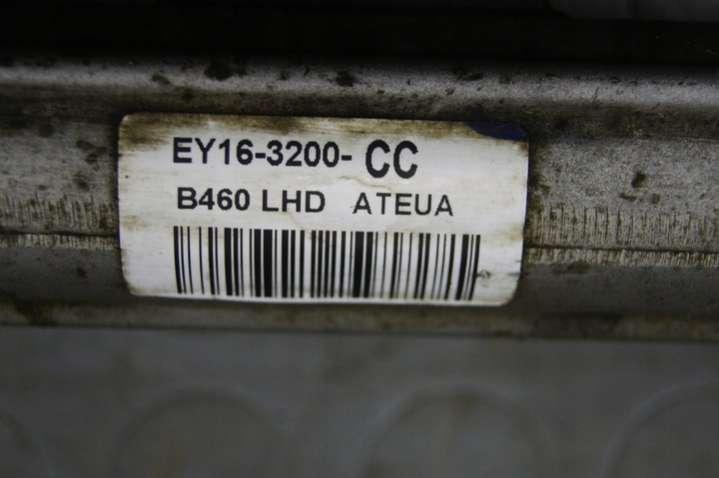 EY16-3200- CC
B460 LHD ATEUA